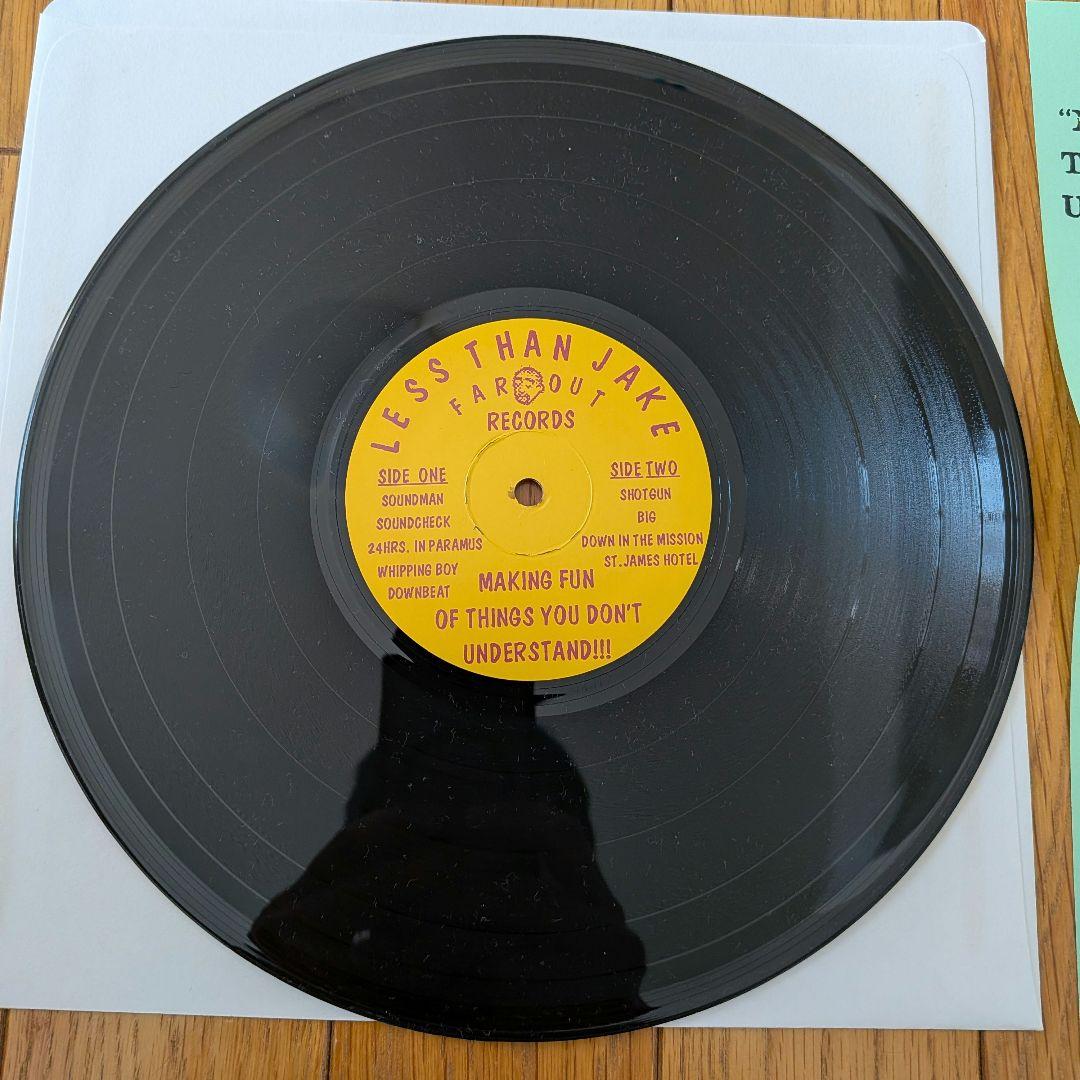 LESS THAN JAKE
FAR OUT
RECORDS
SIDE ONE
SOUNDMAN
SOUNDCHECK
24HRS. IN PARAMUS
WHIPPING BOY
DOWNBEAT
SIDE TWO
SHOTGUN
BIG
DOWN IN THE MISSION
ST. JAMES HOTEL
MAKING FUN
OF THINGS YOU DON'T
UNDERSTAND!!!